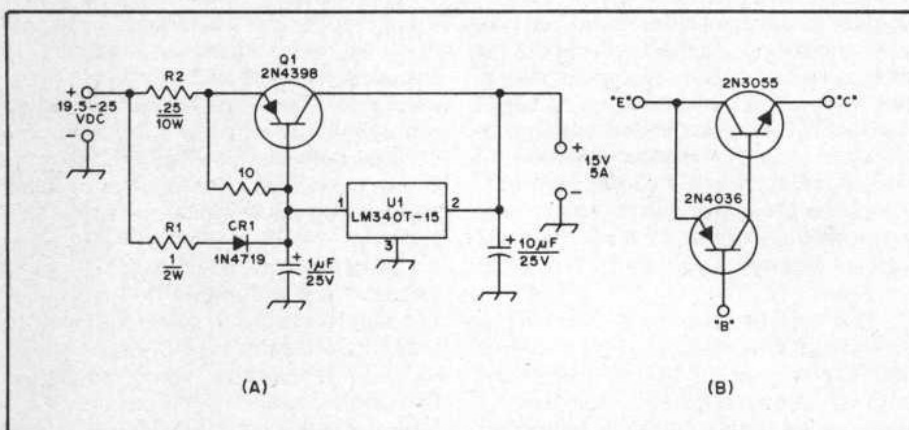 Q1
2N4398
R2
.25
10W
+
19.5-25
VDC
-
10
1
U1
LM340T-15
2
3
R1
1
2W
CR1
1N4719
+
1µF
25V
+
10µF
25V
+
15V
5A
-
(A)
2N3055
"E"
"C"
2N4036
"B"
(B)